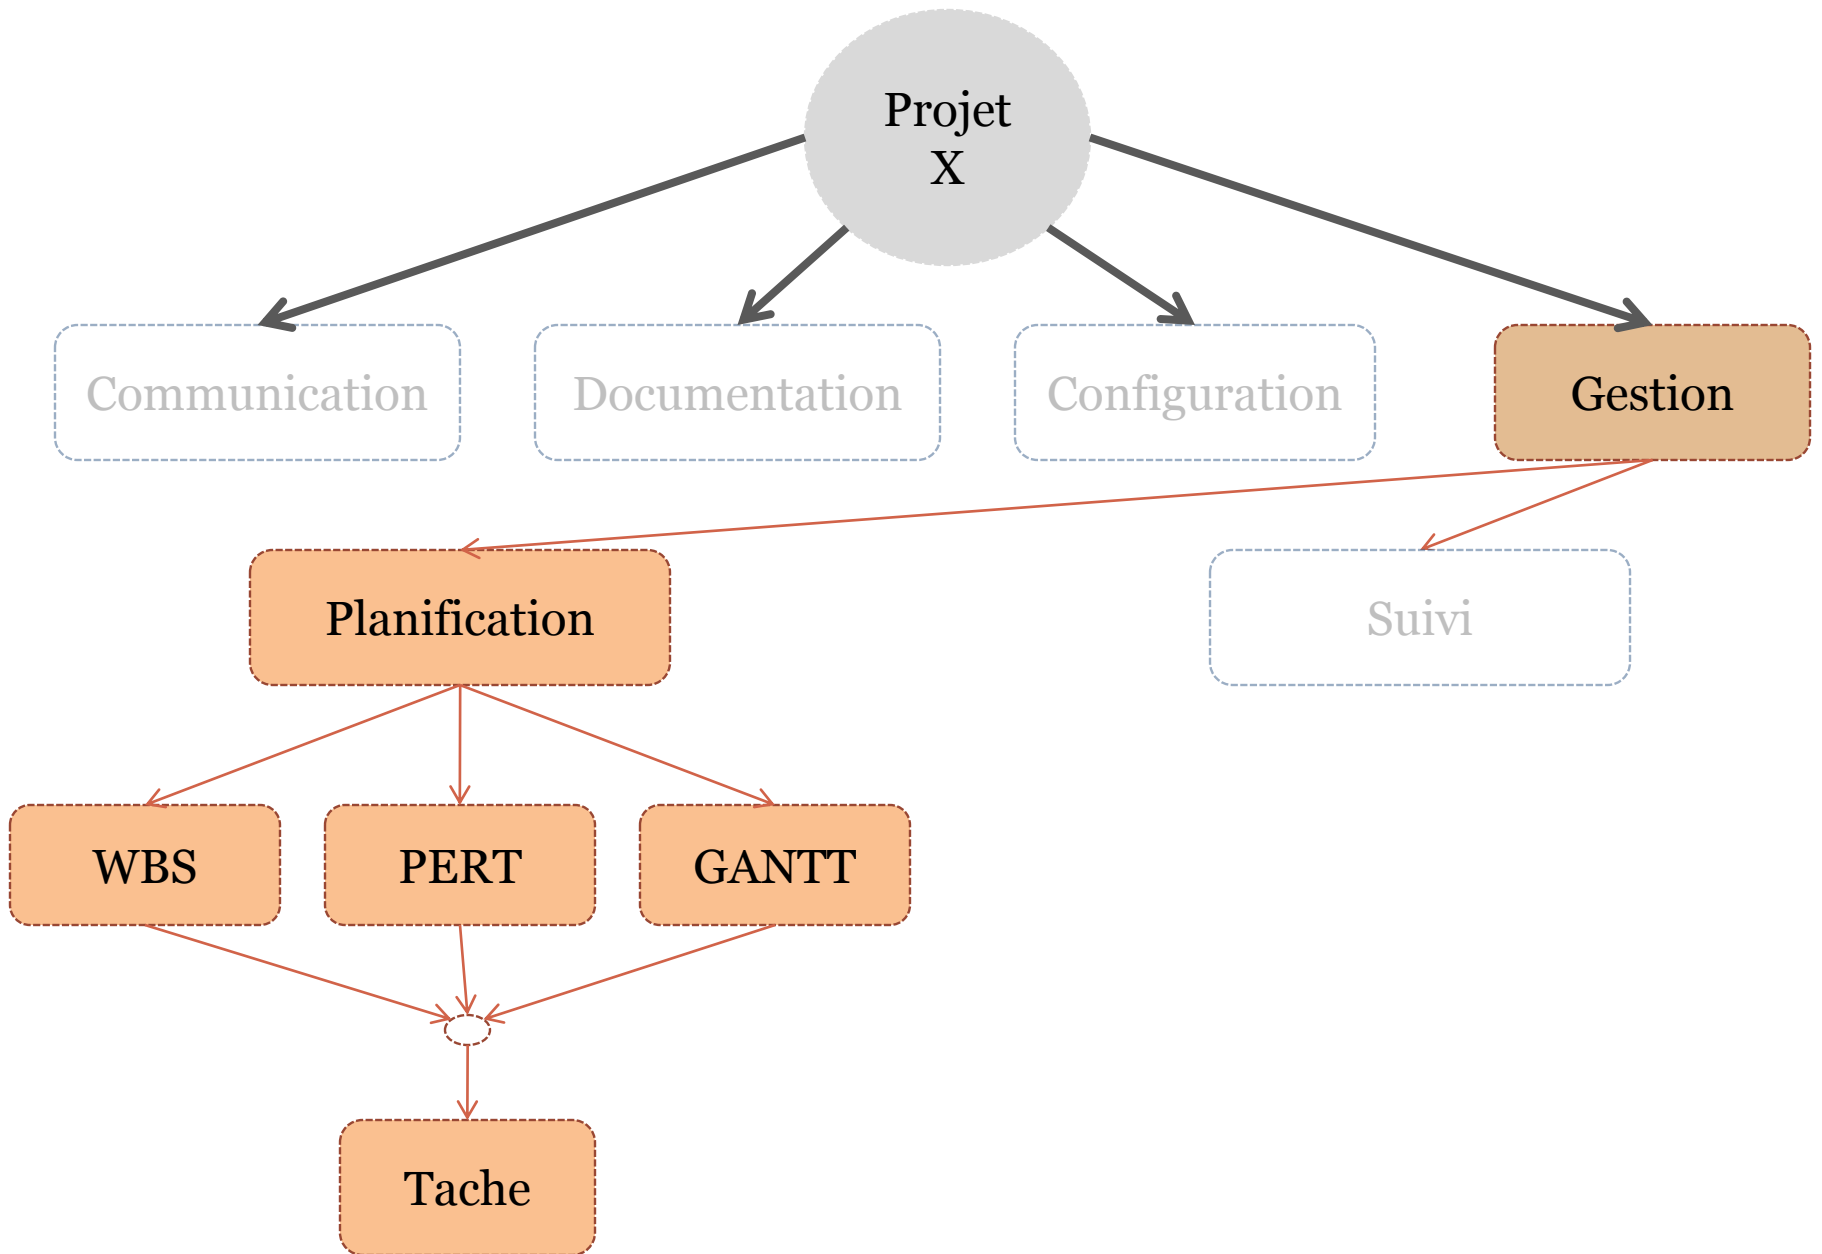 Projet
X
Communication
Documentation
Configuration
Gestion
Planification
Suivi
WBS
PERT
GANTT
Tache